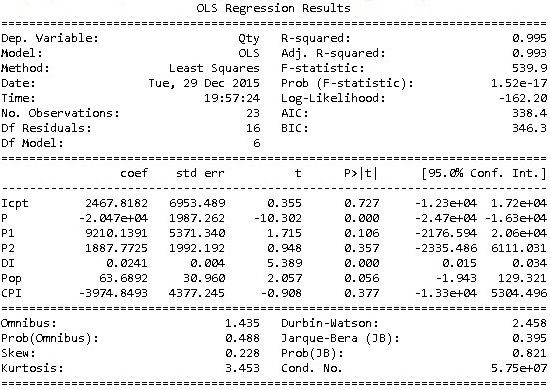 OLS Regression Results
Dep. Variable: Qty R-squared: 0.995
Model: OLS Adj. R-squared: 0.993
Method: Least Squares F-statistic: 539.9
Date: Tue, 29 Dec 2015 Prob (F-statistic): 1.52e-17
Time: 19:57:24 Log-Likelihood: -162.20
No. Observations: 23 AIC: 338.4
Df Residuals: 16 BIC: 346.3
Df Model: 6
coef std err t P>|t| [95.0% Conf. Int.]
Icpt 2467.8182 6953.489 0.355 0.727 -1.23e+04 1.72e+04
P -2.047e+04 1987.262 -10.302 0.000 -2.47e+04 -1.63e+04
P1 9210.1391 5371.340 1.715 0.106 -2176.594 2.06e+04
P2 1887.7725 1992.192 0.948 0.357 -2335.486 6111.031
DI 0.0241 0.004 5.389 0.000 0.015 0.034
Pop 63.6892 30.960 2.057 0.056 -1.943 129.321
CPI -3974.8493 4377.245 -0.908 0.377 -1.33e+04 5304.496
Omnibus: 1.435 Durbin-Watson: 2.458
Prob(Omnibus): 0.488 Jarque-Bera (JB): 0.395
Skew: 0.228 Prob(JB): 0.821
Kurtosis: 3.453 Cond. No. 5.75e+07